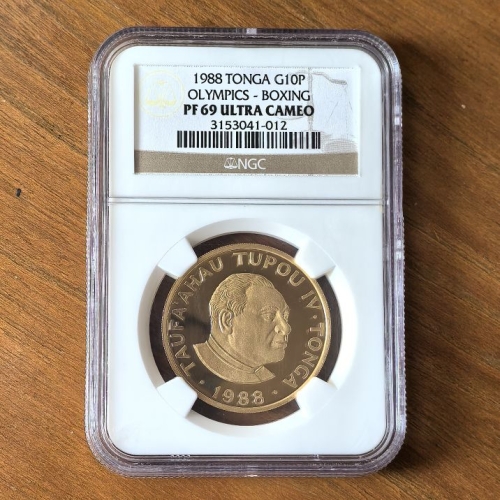 1988 TONGA G10P
OLYMPICS - BOXING
PF 69 ULTRA CAMEO
3153041-012
NGC
TAUFA'AHAU TUPOU IV · TONGA
· 1988 ·